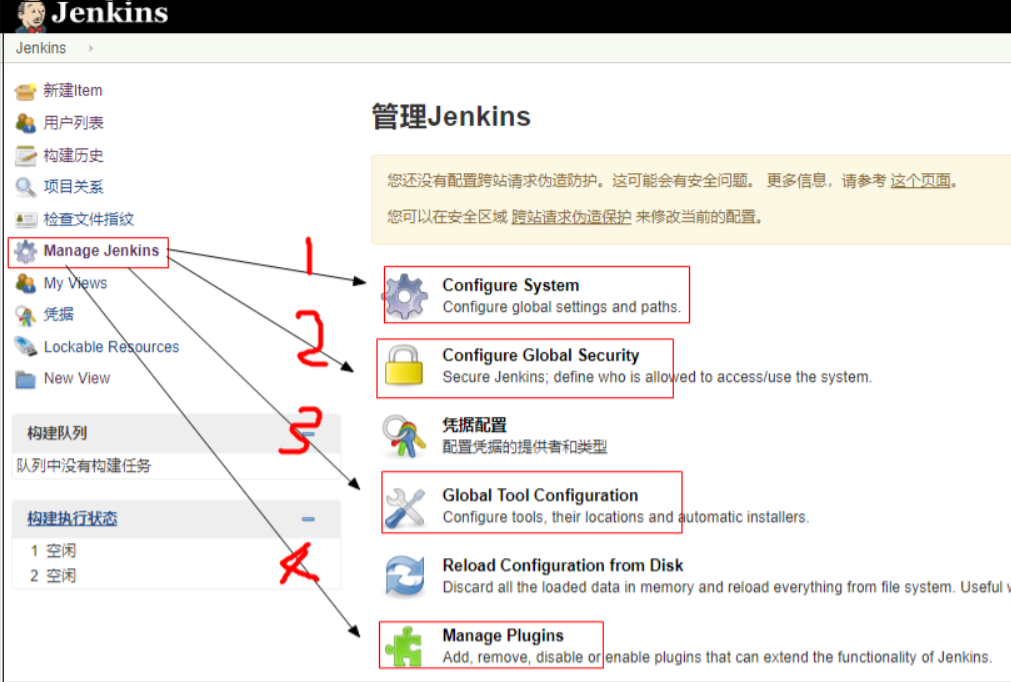 Jenkins
Jenkins
新建Item
用户列表
构建历史
项目关系
检查文件指纹
Manage Jenkins
My Views
凭据
Lockable Resources
New View
构建队列
队列中没有构建任务
构建执行状态
1 空闲
2 空闲
管理Jenkins
您还没有配置跨站请求伪造防护。这可能会有安全问题。 更多信息，请参考 这个页面。
您可以在安全区域 跨站请求伪造保护 来修改当前的配置。
1
Configure System
Configure global settings and paths.
2
Configure Global Security
Secure Jenkins; define who is allowed to access/use the system.
凭据配置
配置凭据的提供者和类型
3
Global Tool Configuration
Configure tools, their locations and automatic installers.
Reload Configuration from Disk
Discard all the loaded data in memory and reload everything from file system. Useful
4
Manage Plugins
Add, remove, disable or enable plugins that can extend the functionality of Jenkins.